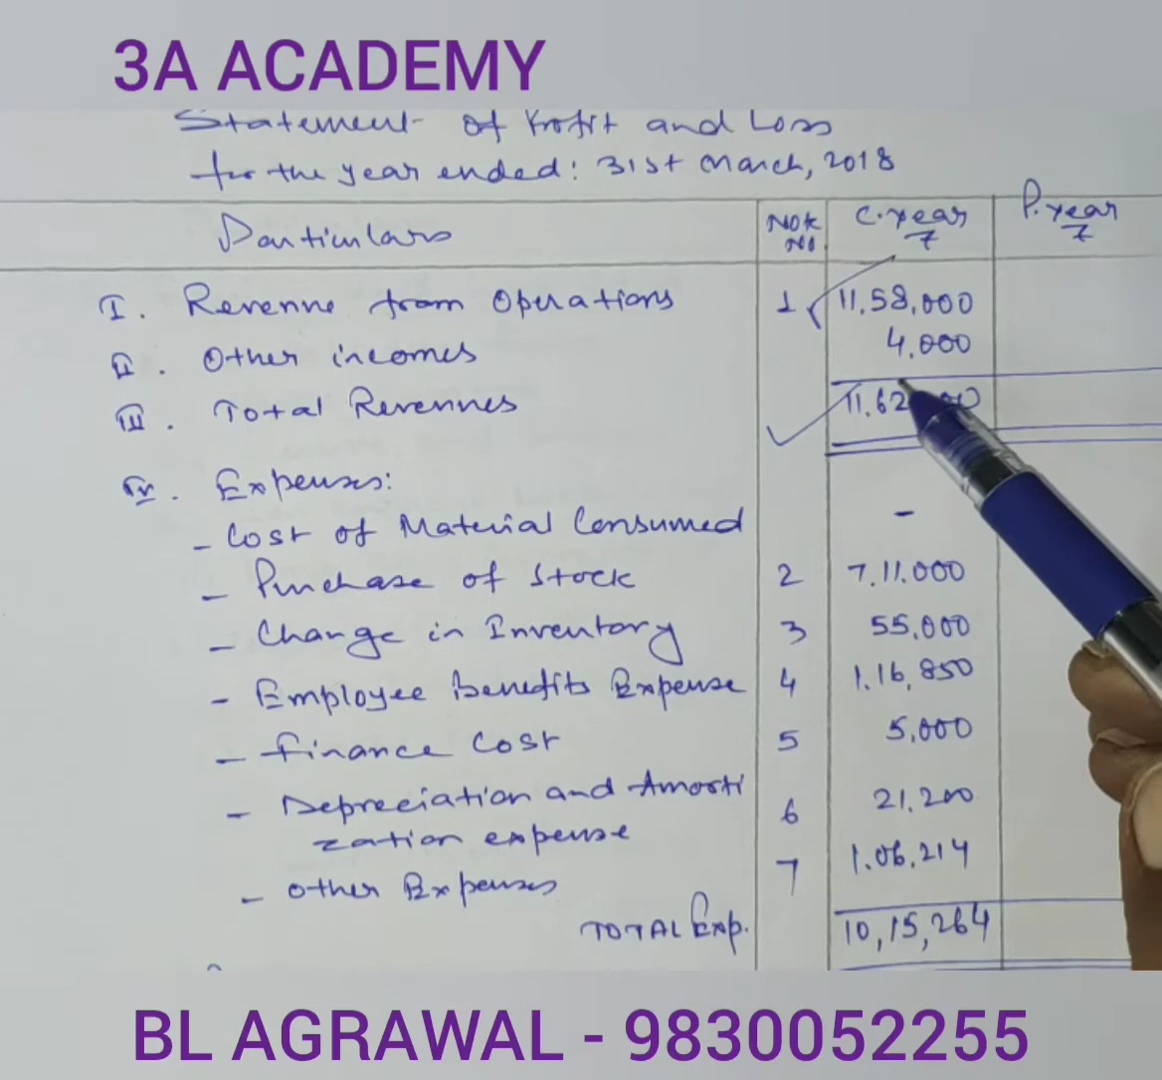 3A ACADEMY
Statement of Profit and Loss
for the year ended: 31st March, 2018
Particulars Note No. C.year ₹ P.year ₹
I. Revenue from Operations 1 11,58,000
II. Other incomes 4,000
III. Total Revenues 11,62
IV. Expenses:
- Cost of Material Consumed -
- Purchase of Stock 2 7,11,000
- Change in Inventory 3 55,000
- Employee benefits Expense 4 1,16,850
- Finance Cost 5 5,000
- Depreciation and Amorti
zation expense 6 21,200
- Other Expenses 7 1,06,214
TOTAL Exp. 10,15,264
BL AGRAWAL - 9830052255